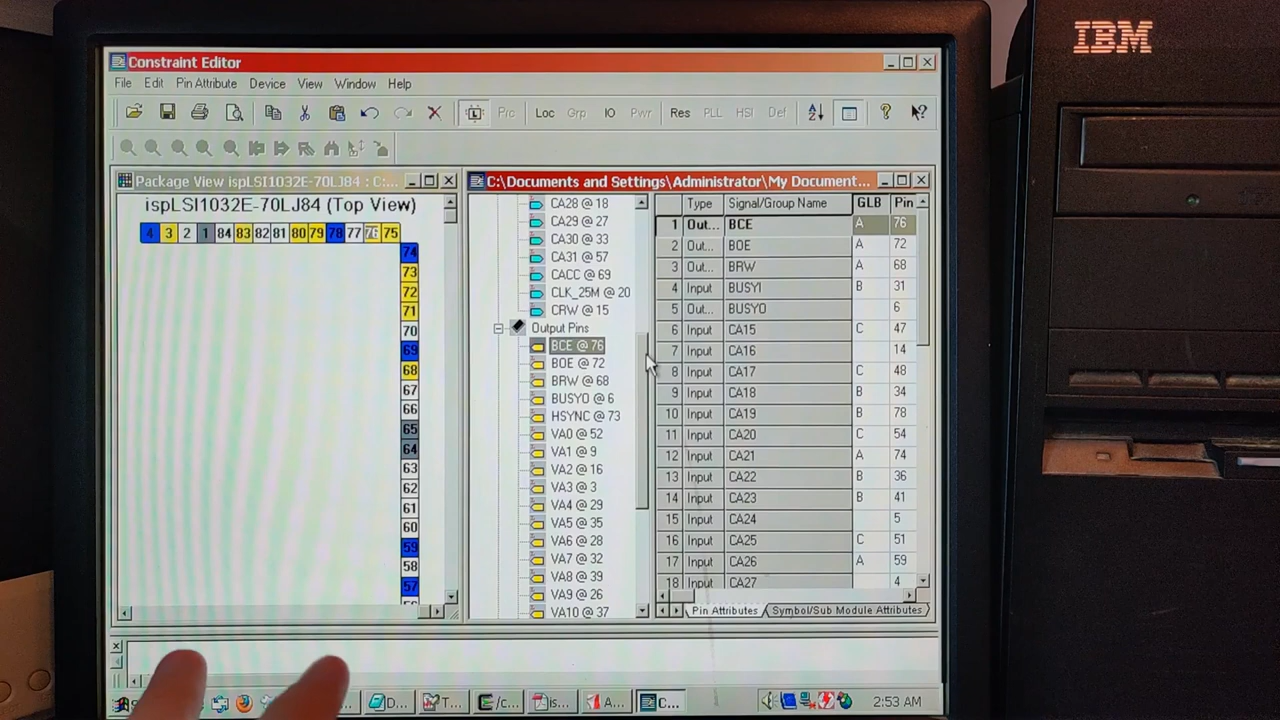 IBM
Constraint Editor
File Edit Pin Attribute Device View Window Help
Prc Loc Grp IO Pwr Res PLL HSI Def
Package View ispLSI1032E-70LJ84 : C:...
ispLSI1032E-70LJ84 (Top View)
4 3 2 1 84 83 82 81 80 79 78 77 76 75
74
73
72
71
70
69
68
67
66
65
64
63
62
61
60
59
58
57
C:\Documents and Settings\Administrator\My Document...
CA28 @ 18
CA29 @ 27
CA30 @ 33
CA31 @ 57
CACC @ 69
CLK_25M @ 20
CRW @ 15
Output Pins
BCE @ 76
BOE @ 72
BRW @ 68
BUSYO @ 6
HSYNC @ 73
VA0 @ 52
VA1 @ 9
VA2 @ 16
VA3 @ 3
VA4 @ 29
VA5 @ 35
VA6 @ 28
VA7 @ 32
VA8 @ 39
VA9 @ 26
VA10 @ 37
Type Signal/Group Name GLB Pin
1 Out... BCE A 76
2 Out... BOE A 72
3 Out... BRW A 68
4 Input BUSYI B 31
5 Out... BUSYO 6
6 Input CA15 C 47
7 Input CA16 14
8 Input CA17 C 48
9 Input CA18 B 34
10 Input CA19 B 78
11 Input CA20 C 54
12 Input CA21 A 74
13 Input CA22 B 36
14 Input CA23 B 41
15 Input CA24 5
16 Input CA25 C 51
17 Input CA26 A 59
18 Input CA27 4
Pin Attributes Symbol/Sub Module Attributes
D... T... /c... is... A... C... 2:53 AM